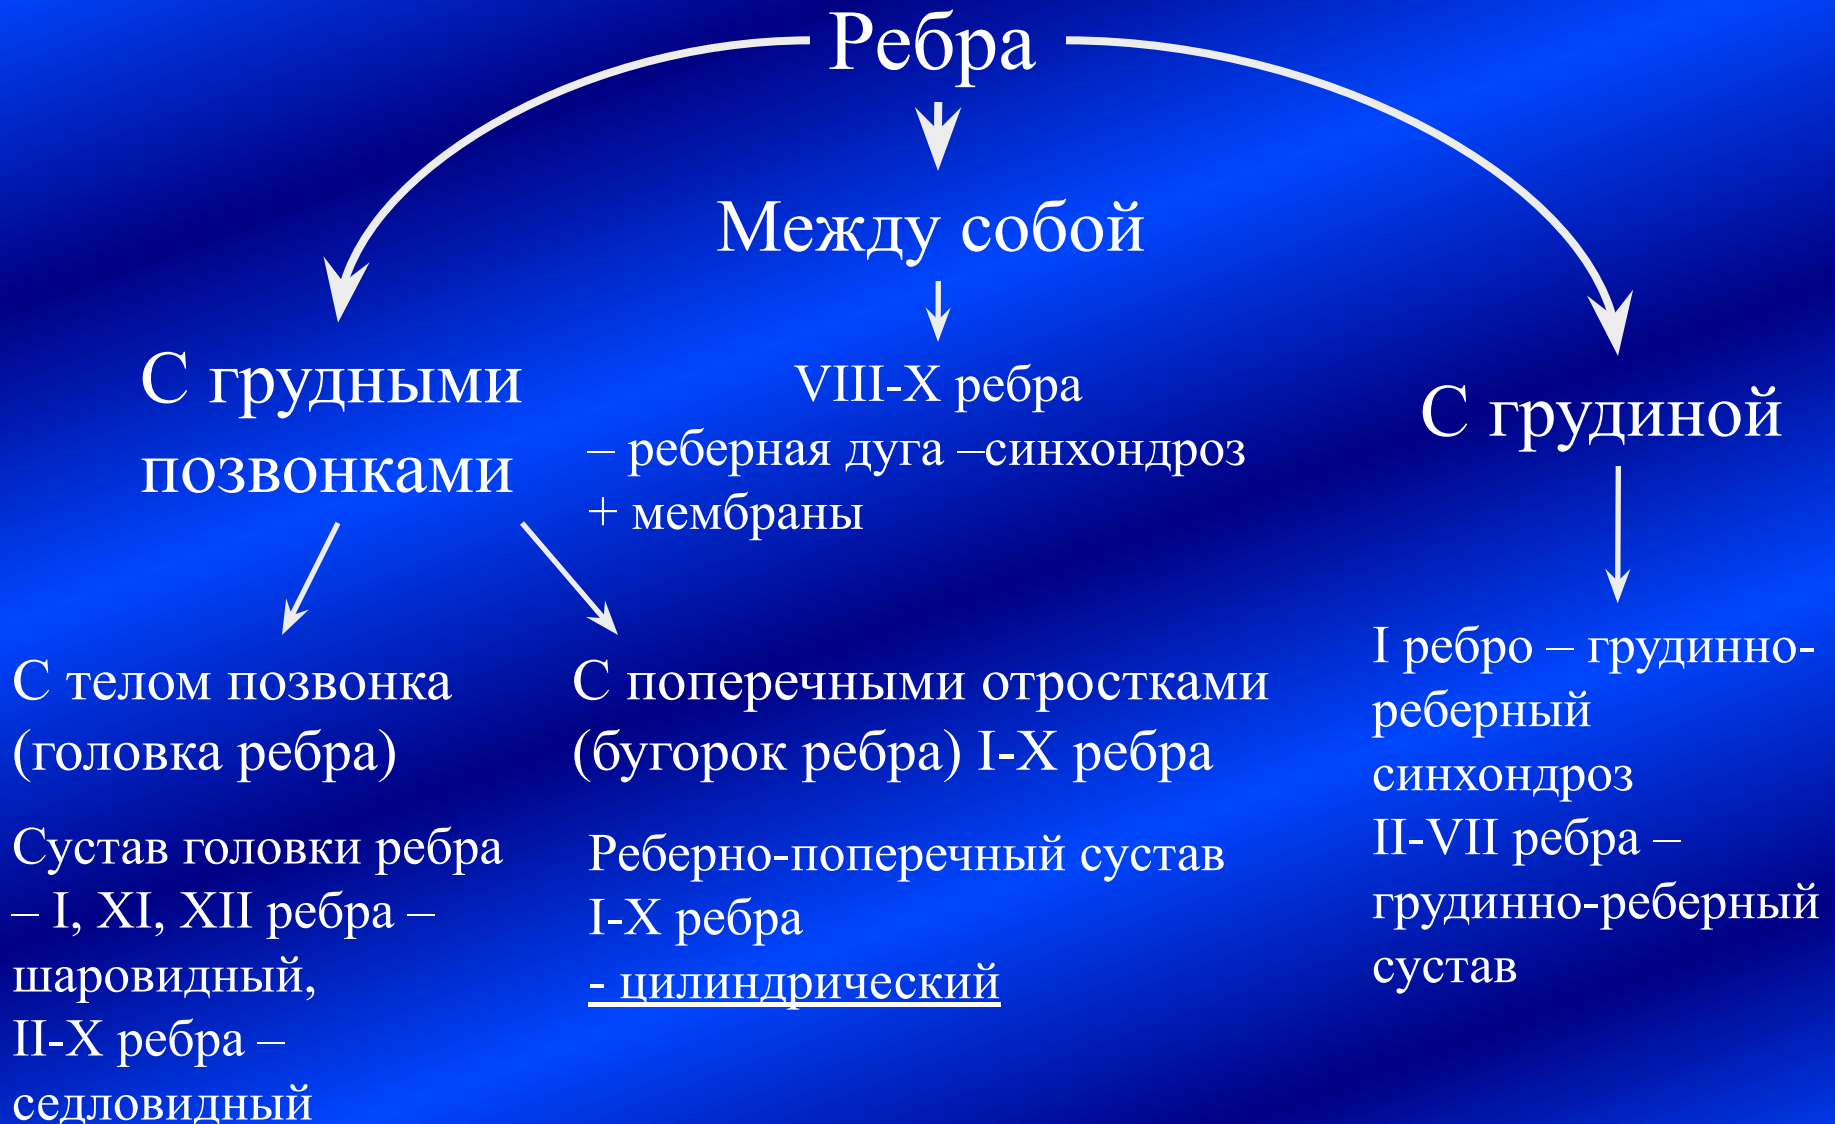 Ребра
Между собой
С грудными
позвонками
VIII-X ребра
– реберная дуга –синхондроз
+ мембраны
С грудиной
С телом позвонка
(головка ребра)
Сустав головки ребра
– I, XI, XII ребра –
шаровидный,
II-X ребра –
седловидный
С поперечными отростками
(бугорок ребра) I-X ребра
Реберно-поперечный сустав
I-X ребра
- цилиндрический
I ребро – грудинно-
реберный
синхондроз
II-VII ребра –
грудинно-реберный
сустав